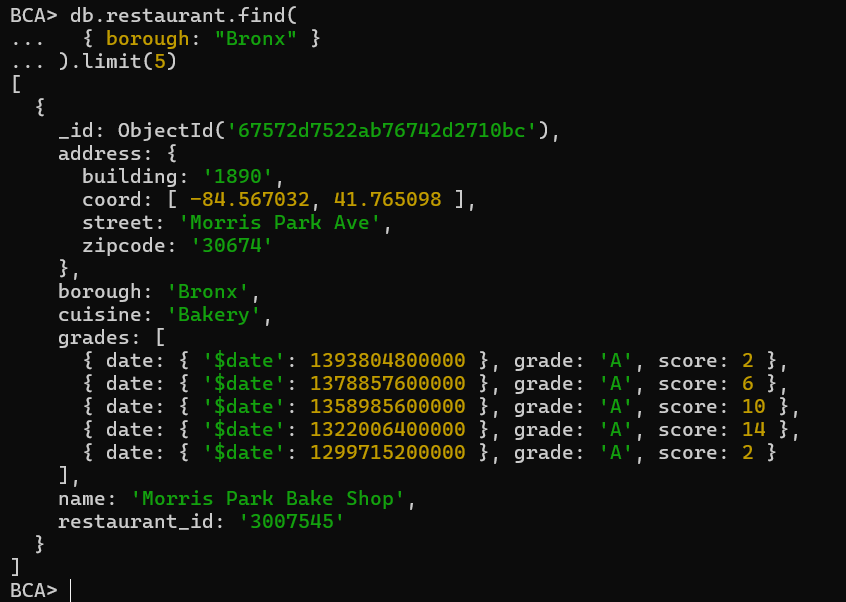 BCA> db.restaurant.find(
...   { borough: "Bronx" }
... ).limit(5)
[
  {
    _id: ObjectId('67572d7522ab76742d2710bc'),
    address: {
      building: '1890',
      coord: [ -84.567032, 41.765098 ],
      street: 'Morris Park Ave',
      zipcode: '30674'
    },
    borough: 'Bronx',
    cuisine: 'Bakery',
    grades: [
      { date: { '$date': 1393804800000 }, grade: 'A', score: 2 },
      { date: { '$date': 1378857600000 }, grade: 'A', score: 6 },
      { date: { '$date': 1358985600000 }, grade: 'A', score: 10 },
      { date: { '$date': 1322006400000 }, grade: 'A', score: 14 },
      { date: { '$date': 1299715200000 }, grade: 'A', score: 2 }
    ],
    name: 'Morris Park Bake Shop',
    restaurant_id: '3007545'
  }
]
BCA>